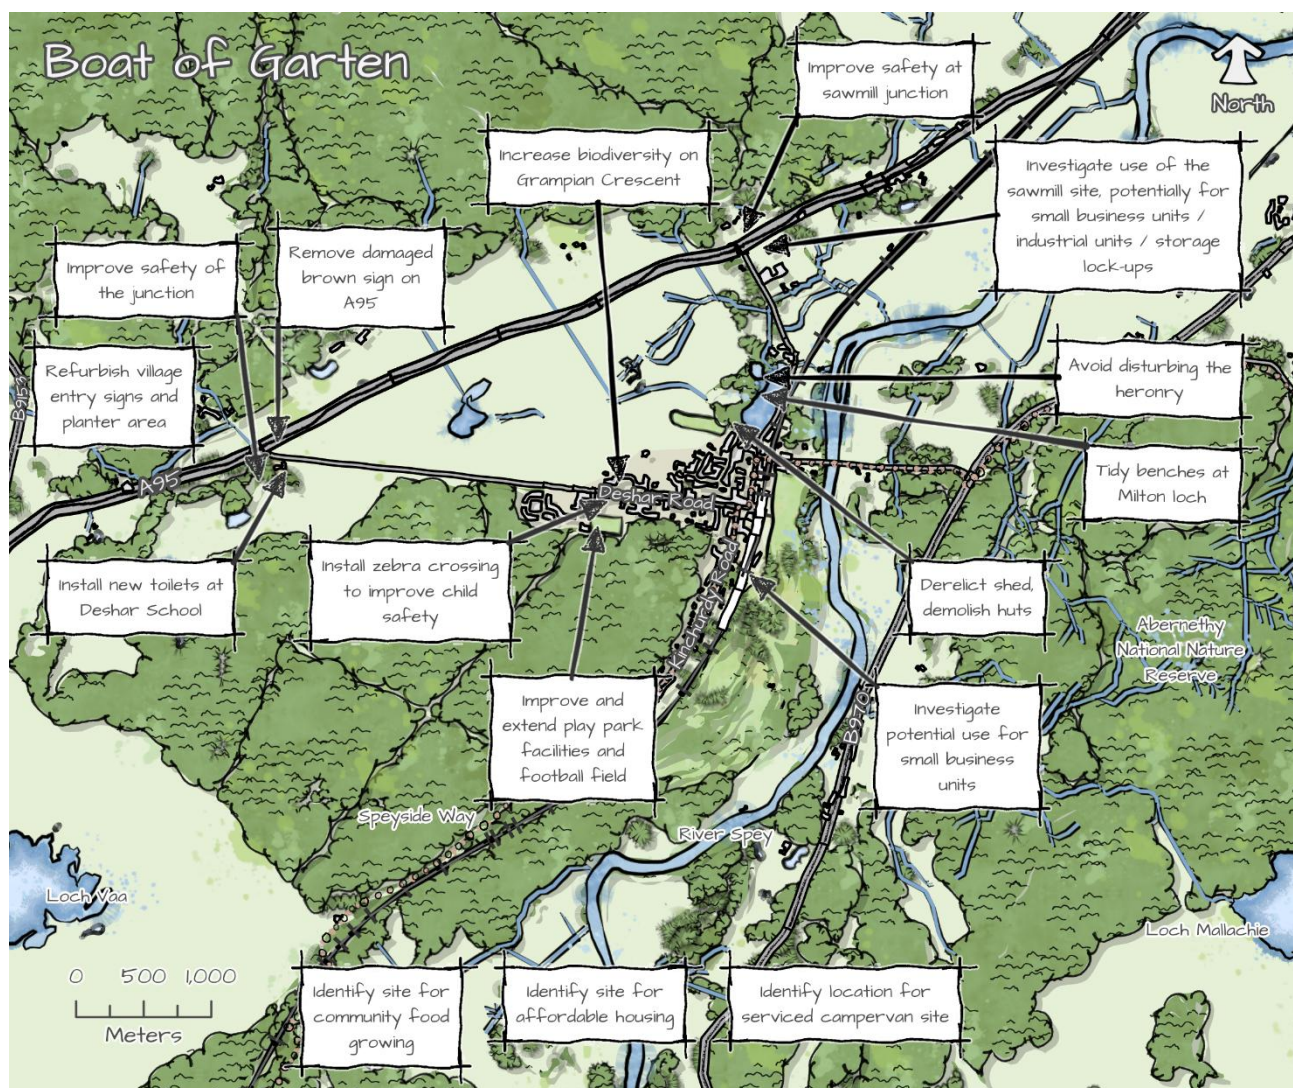 Boat of Garten
North
Improve safety at
sawmill junction
Increase biodiversity on
Grampian Crescent
Investigate use of the
sawmill site, potentially for
small business units /
industrial units / storage
lock-ups
Improve safety of
the junction
Remove damaged
brown sign on
A95
Refurbish village
entry signs and
planter area
B9153
Avoid disturbing the
heronry
Tidy benches at
Milton loch
A95
Deshar Road
Install new toilets at
Deshar School
Install zebra crossing
to improve child
safety
Kinchurdy Road
Derelict shed,
demolish huts
Abernethy
National Nature
Reserve
Improve and
extend play park
facilities and
football field
B970
Investigate
potential use for
small business
units
Speyside Way
River Spey
Loch Vaa
Loch Mallachie
0 500 1,000
Meters
Identify site for
community food
growing
Identify site for
affordable housing
Identify location for
serviced campervan site